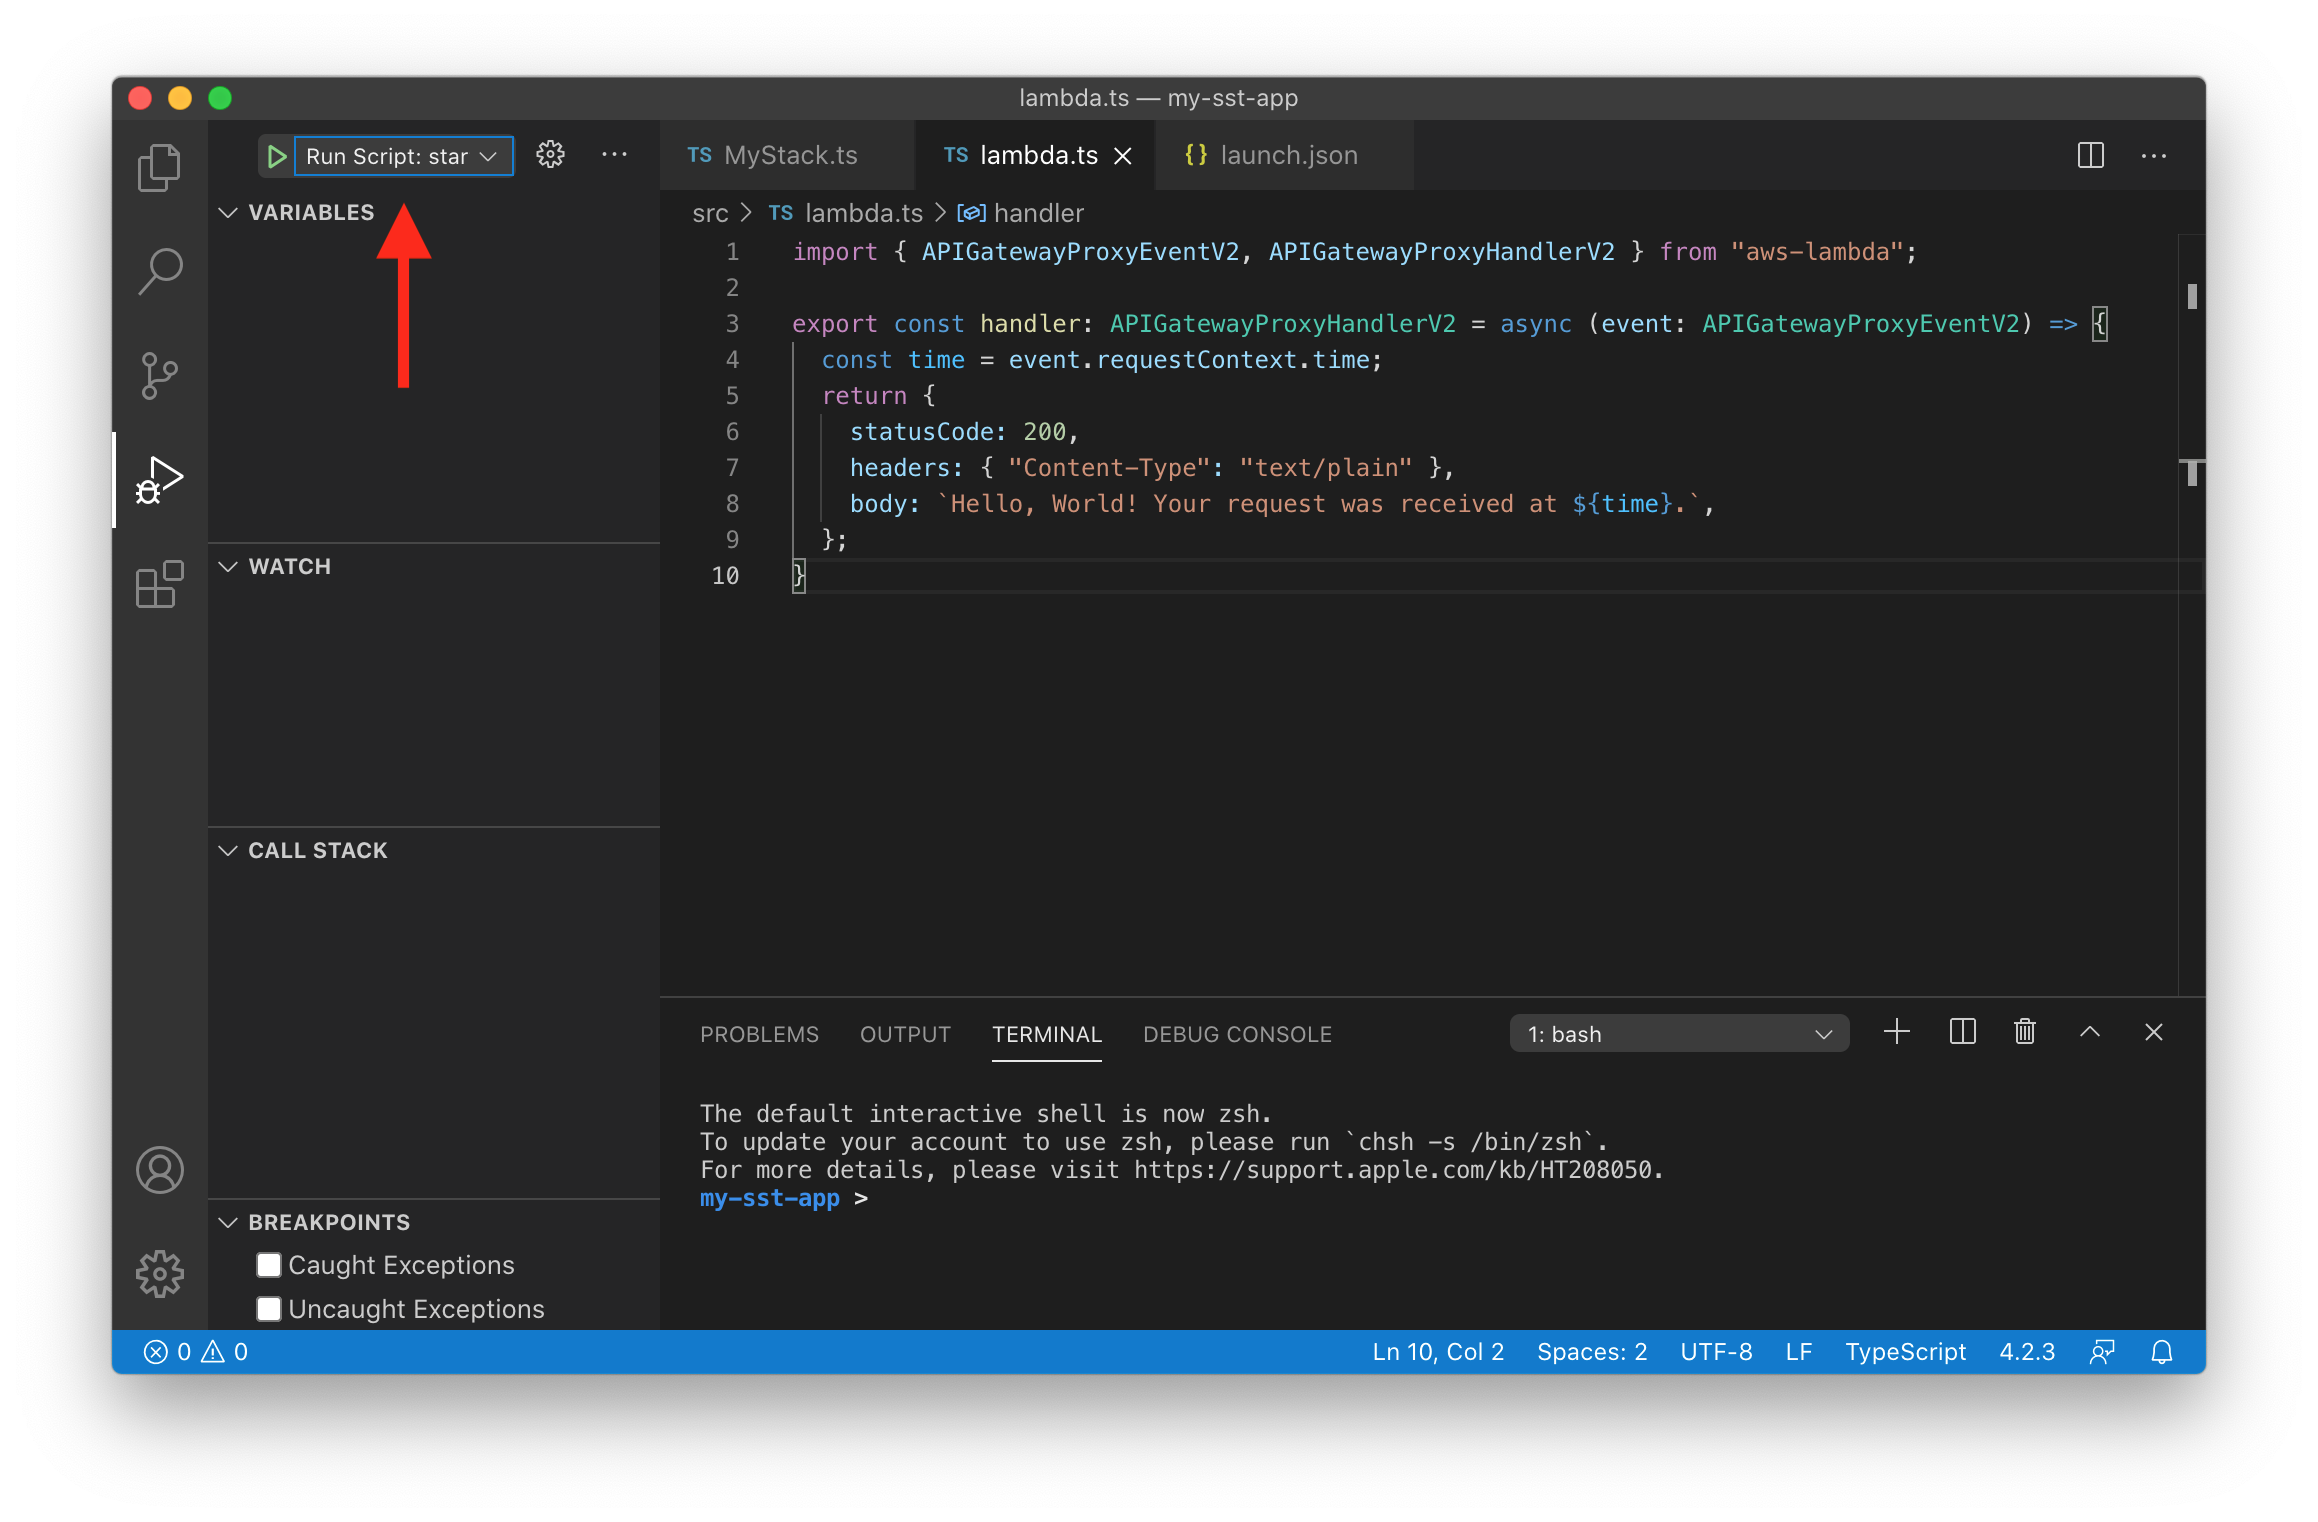 lambda.ts — my-sst-app
Run Script: star
TS MyStack.ts
TS lambda.ts
{} launch.json
VARIABLES
src > TS lambda.ts > handler
1 import { APIGatewayProxyEventV2, APIGatewayProxyHandlerV2 } from "aws-lambda";
2
3 export const handler: APIGatewayProxyHandlerV2 = async (event: APIGatewayProxyEventV2) => {
4 const time = event.requestContext.time;
5 return {
6 statusCode: 200,
7 headers: { "Content-Type": "text/plain" },
8 body: `Hello, World! Your request was received at ${time}.`,
9 };
10 }
WATCH
CALL STACK
BREAKPOINTS
Caught Exceptions
Uncaught Exceptions
PROBLEMS OUTPUT TERMINAL DEBUG CONSOLE 1: bash
The default interactive shell is now zsh.
To update your account to use zsh, please run `chsh -s /bin/zsh`.
For more details, please visit https://support.apple.com/kb/HT208050.
my-sst-app >
0 0 Ln 10, Col 2 Spaces: 2 UTF-8 LF TypeScript 4.2.3